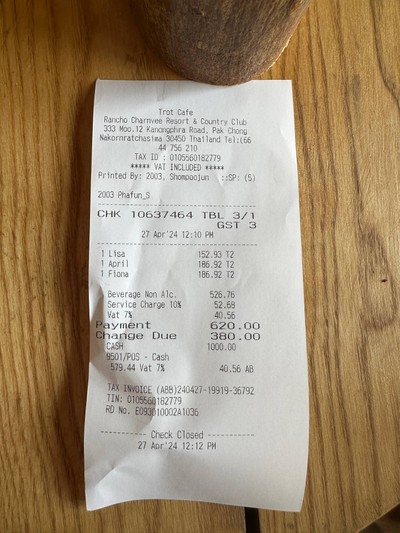 Trot Cafe
Rancho Charnvee Resort & Country Club
333 Moo.12 Kanongphra Road, Pak Chong
Nakornratchasima 30450 Thailand Tel:(66
44 756 210
TAX ID : 0105560182779
***** VAT INCLUDED *****
Printed By: 2003, Shompoojun ::SP: (5)
2003 Phafun_S
CHK 10637464 TBL 3/1
GST 3
27 Apr'24 12:10 PM
1 Lisa 152.93 T2
1 April 186.92 T2
1 Fiona 186.92 T2
Beverage Non Alc. 526.76
Service Charge 10% 52.68
Vat 7% 40.56
Payment 620.00
Change Due 380.00
CASH 1000.00
9501/POS - Cash
579.44 Vat 7% 40.56 AB
TAX INVOICE (ABB)240427-19919-36792
TIN: 0105560182779
RD No. E093010002A1036
---------- Check Closed ----------
27 Apr'24 12:12 PM